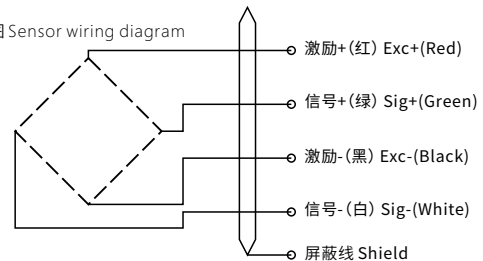 Sensor wiring diagram
激励+(红) Exc+(Red)
信号+(绿) Sig+(Green)
激励-(黑) Exc-(Black)
信号-(白) Sig-(White)
屏蔽线 Shield